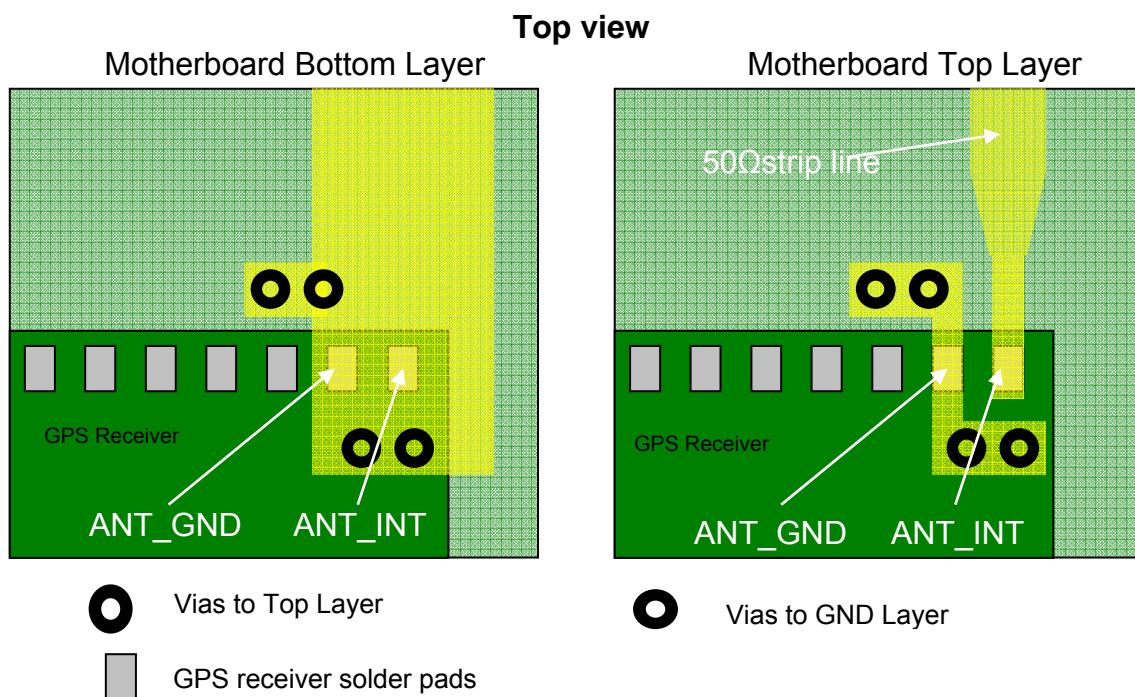 Top view
Motherboard Bottom Layer
Motherboard Top Layer
50Ωstrip line
GPS Receiver
GPS Receiver
ANT_GND
ANT_INT
ANT_GND
ANT_INT
Vias to Top Layer
Vias to GND Layer
GPS receiver solder pads